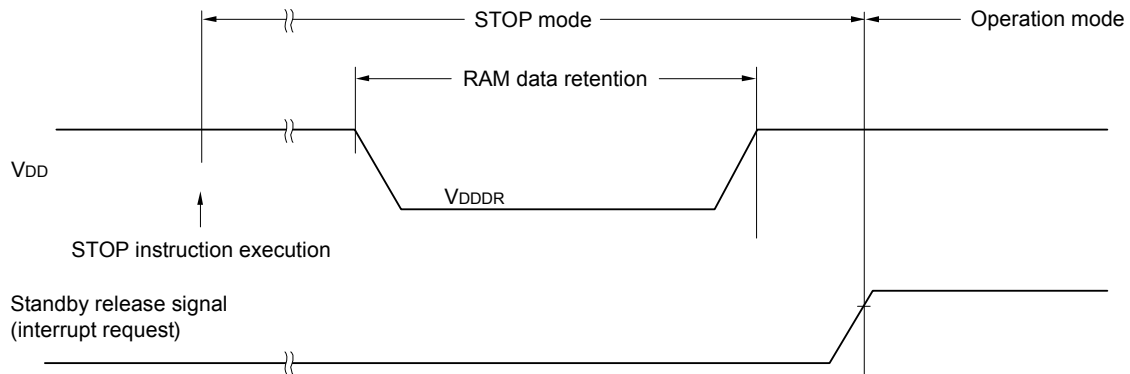 STOP mode
Operation mode
RAM data retention
VDD
VDDDR
STOP instruction execution
Standby release signal
(interrupt request)